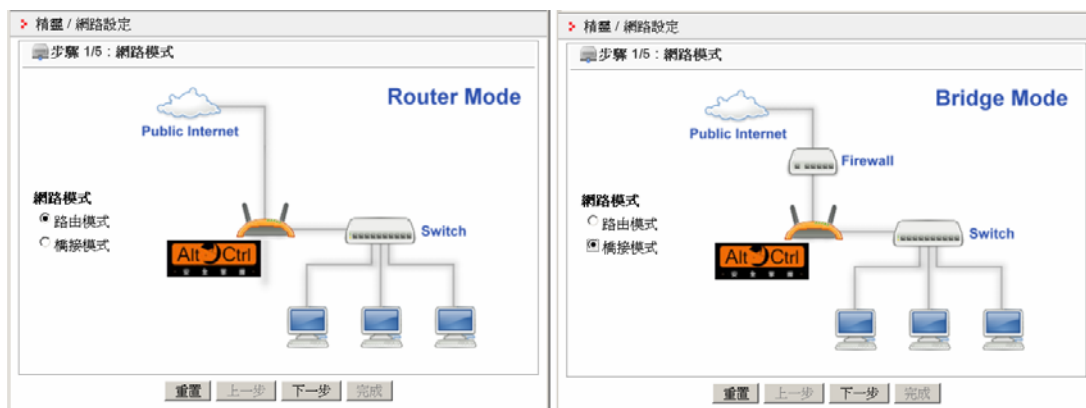 精靈 / 網路設定
步驟 1/5：網路模式
Router Mode
Public Internet
網路模式
路由模式
橋接模式
Switch
Alt Ctrl
安全掌握
重置 上一步 下一步 完成
精靈 / 網路設定
步驟 1/5：網路模式
Bridge Mode
Public Internet
Firewall
網路模式
路由模式
橋接模式
Switch
Alt Ctrl
重置 上一步 下一步 完成